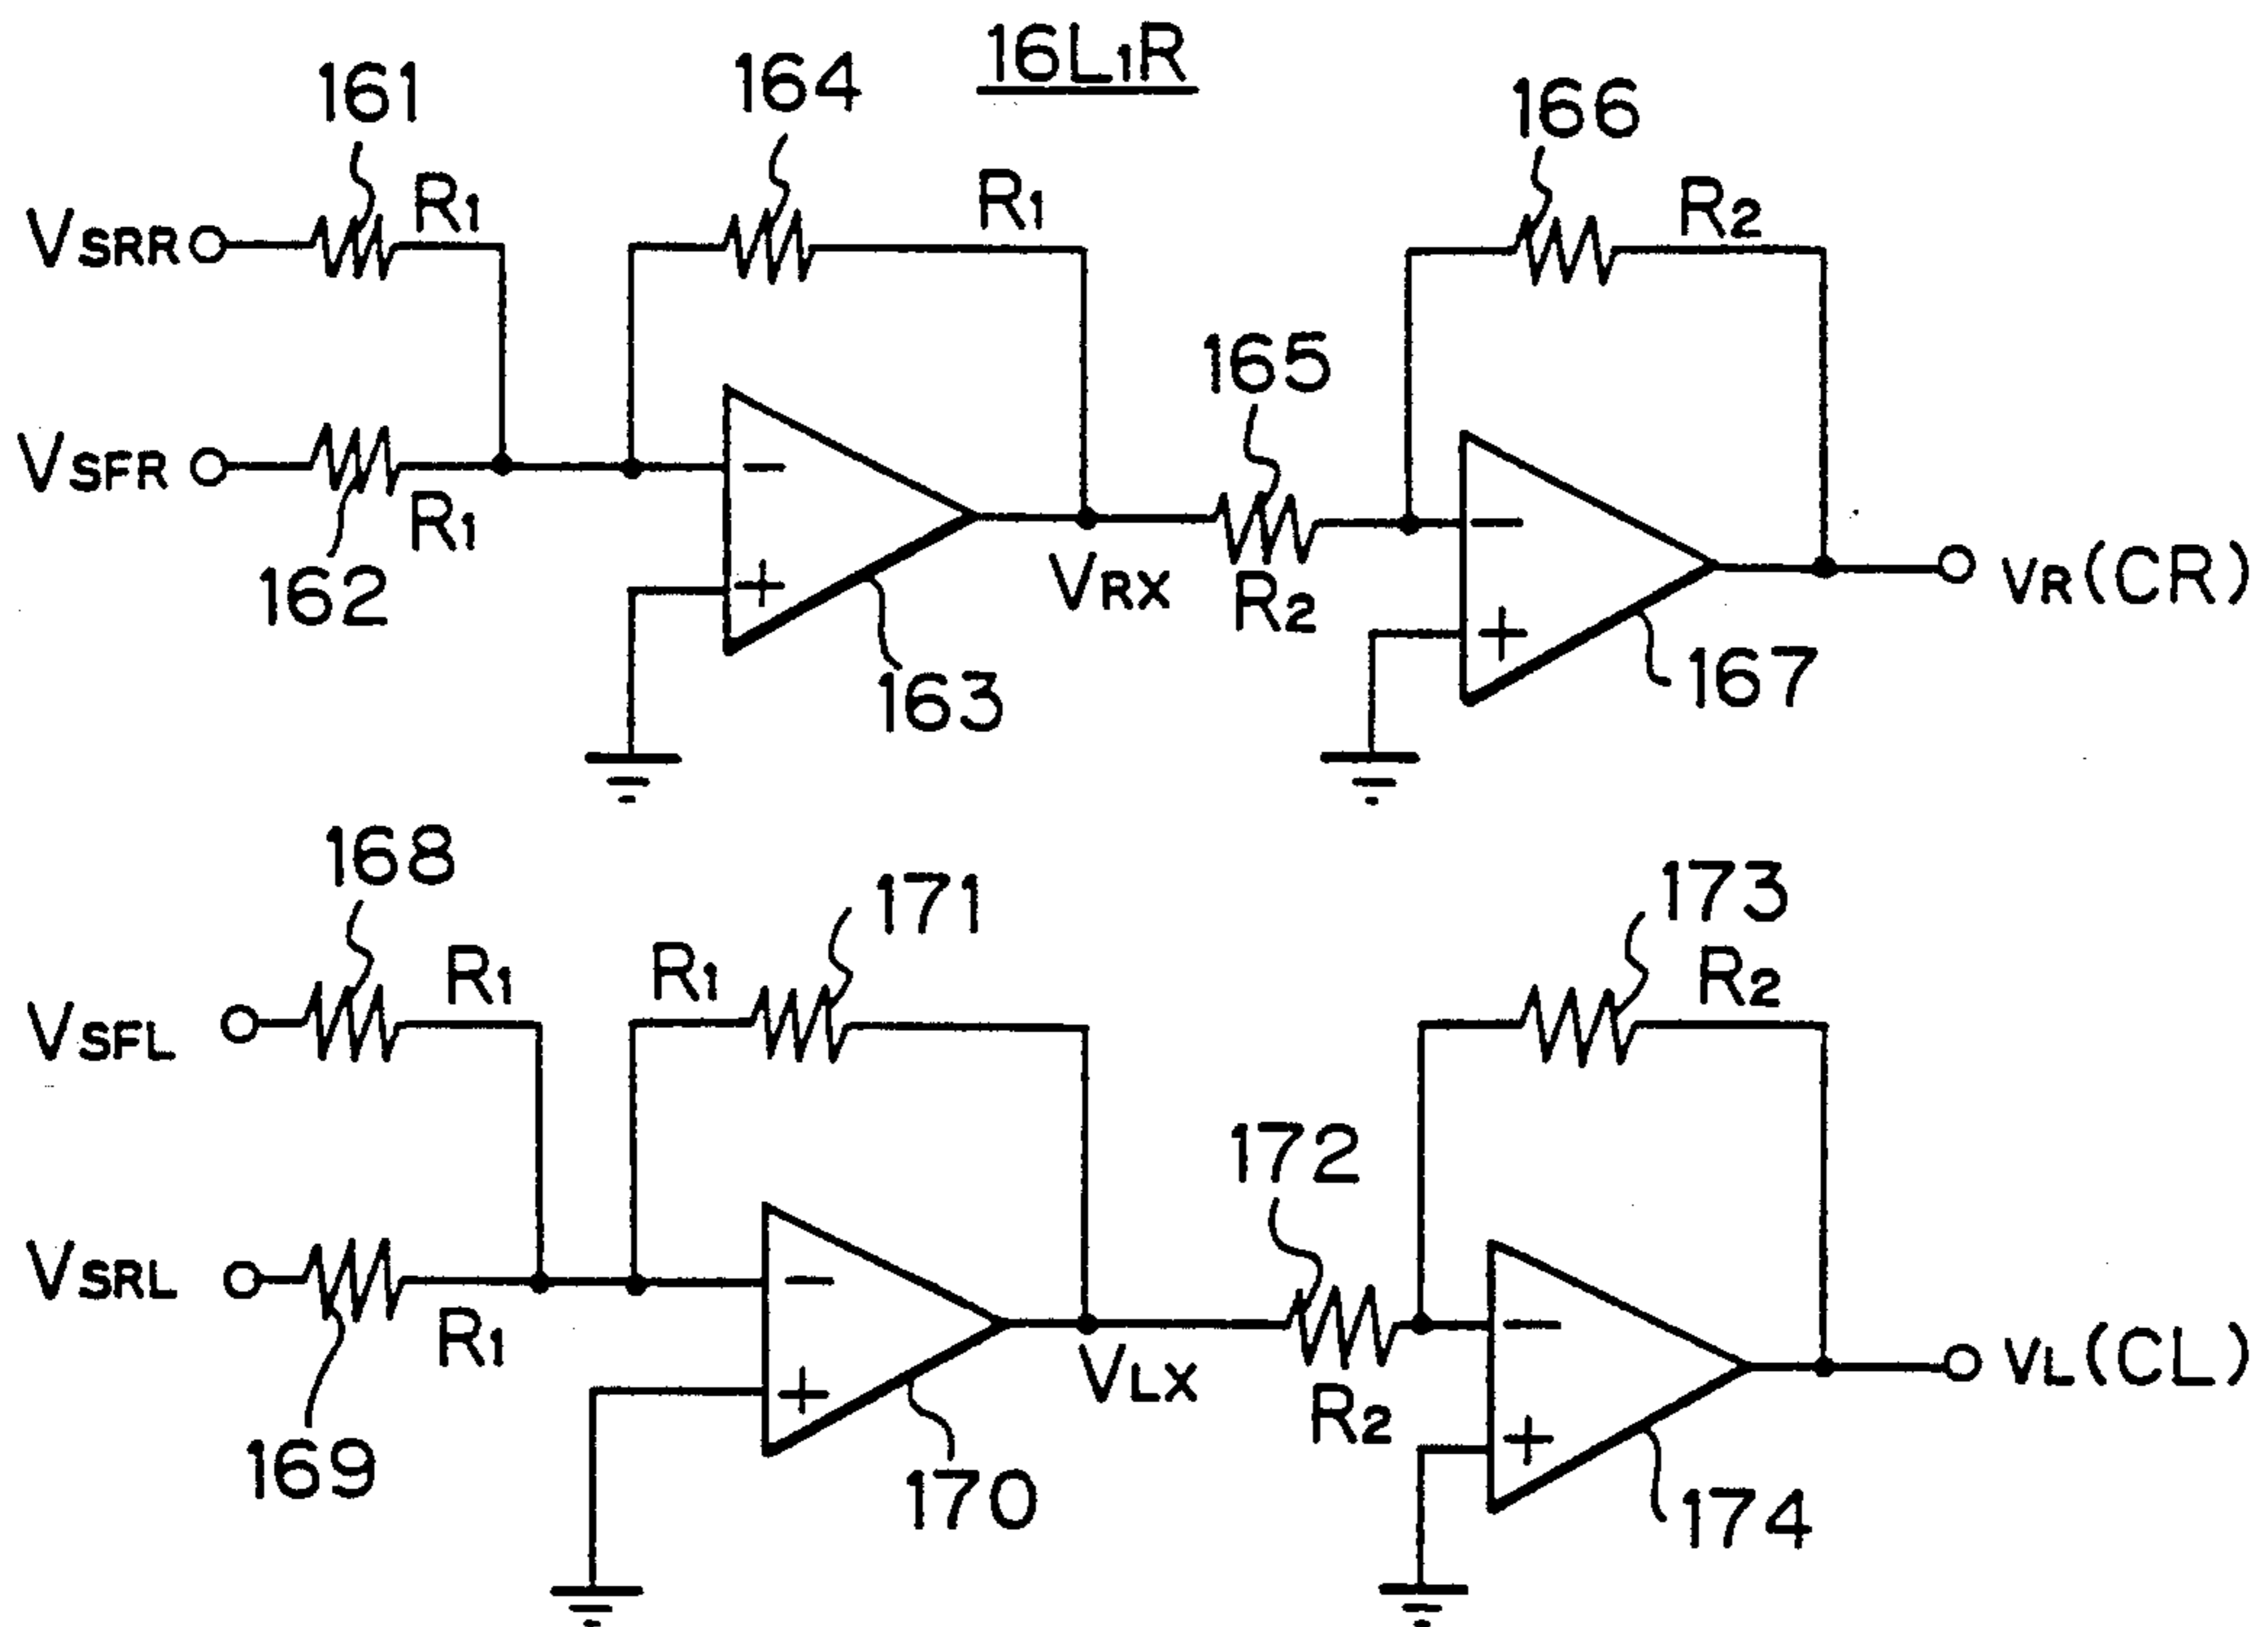 16L₁R
161
164
166
R₁
R₁
R₂
VSRR
165
VSFR
−
R₁
−
162
+
VRX
R₂
VR(CR)
+
163
167
168
171
173
R₁
R₁
R₂
VSFL
172
VSRL
−
R₁
−
VLX
VL(CL)
+
R₂
169
+
170
174